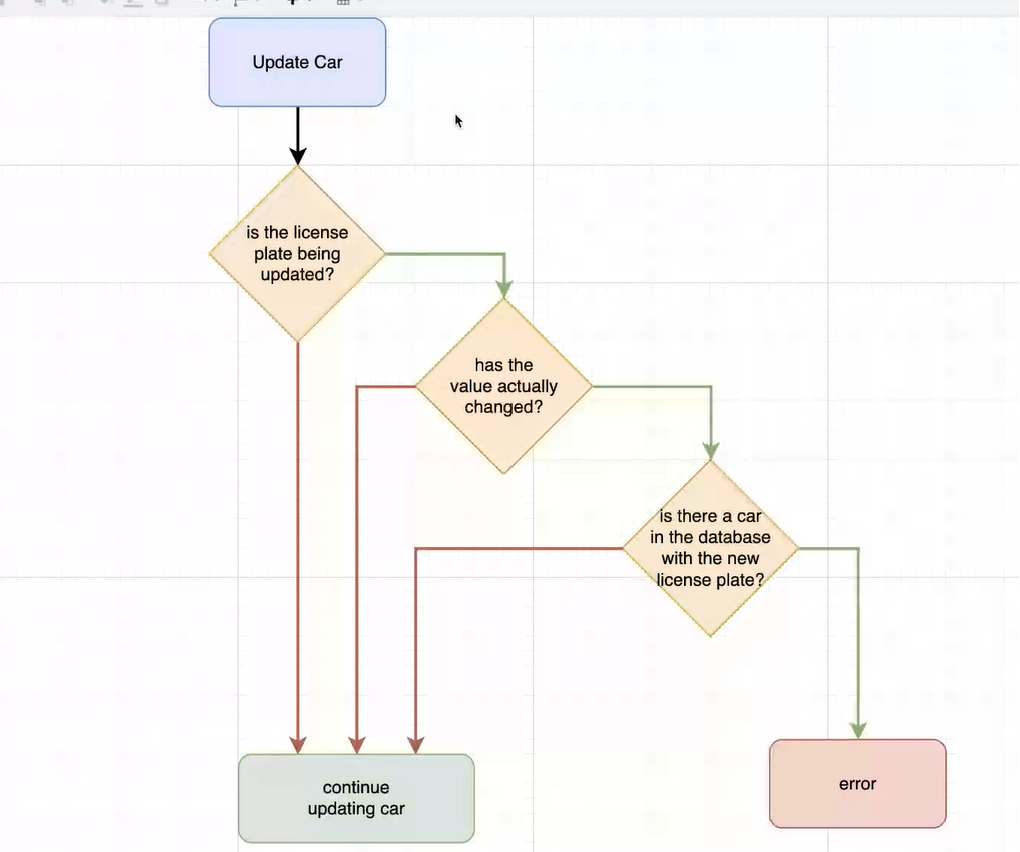 Update Car
is the license
plate being
updated?
has the
value actually
changed?
is there a car
in the database
with the new
license plate?
continue
updating car
error